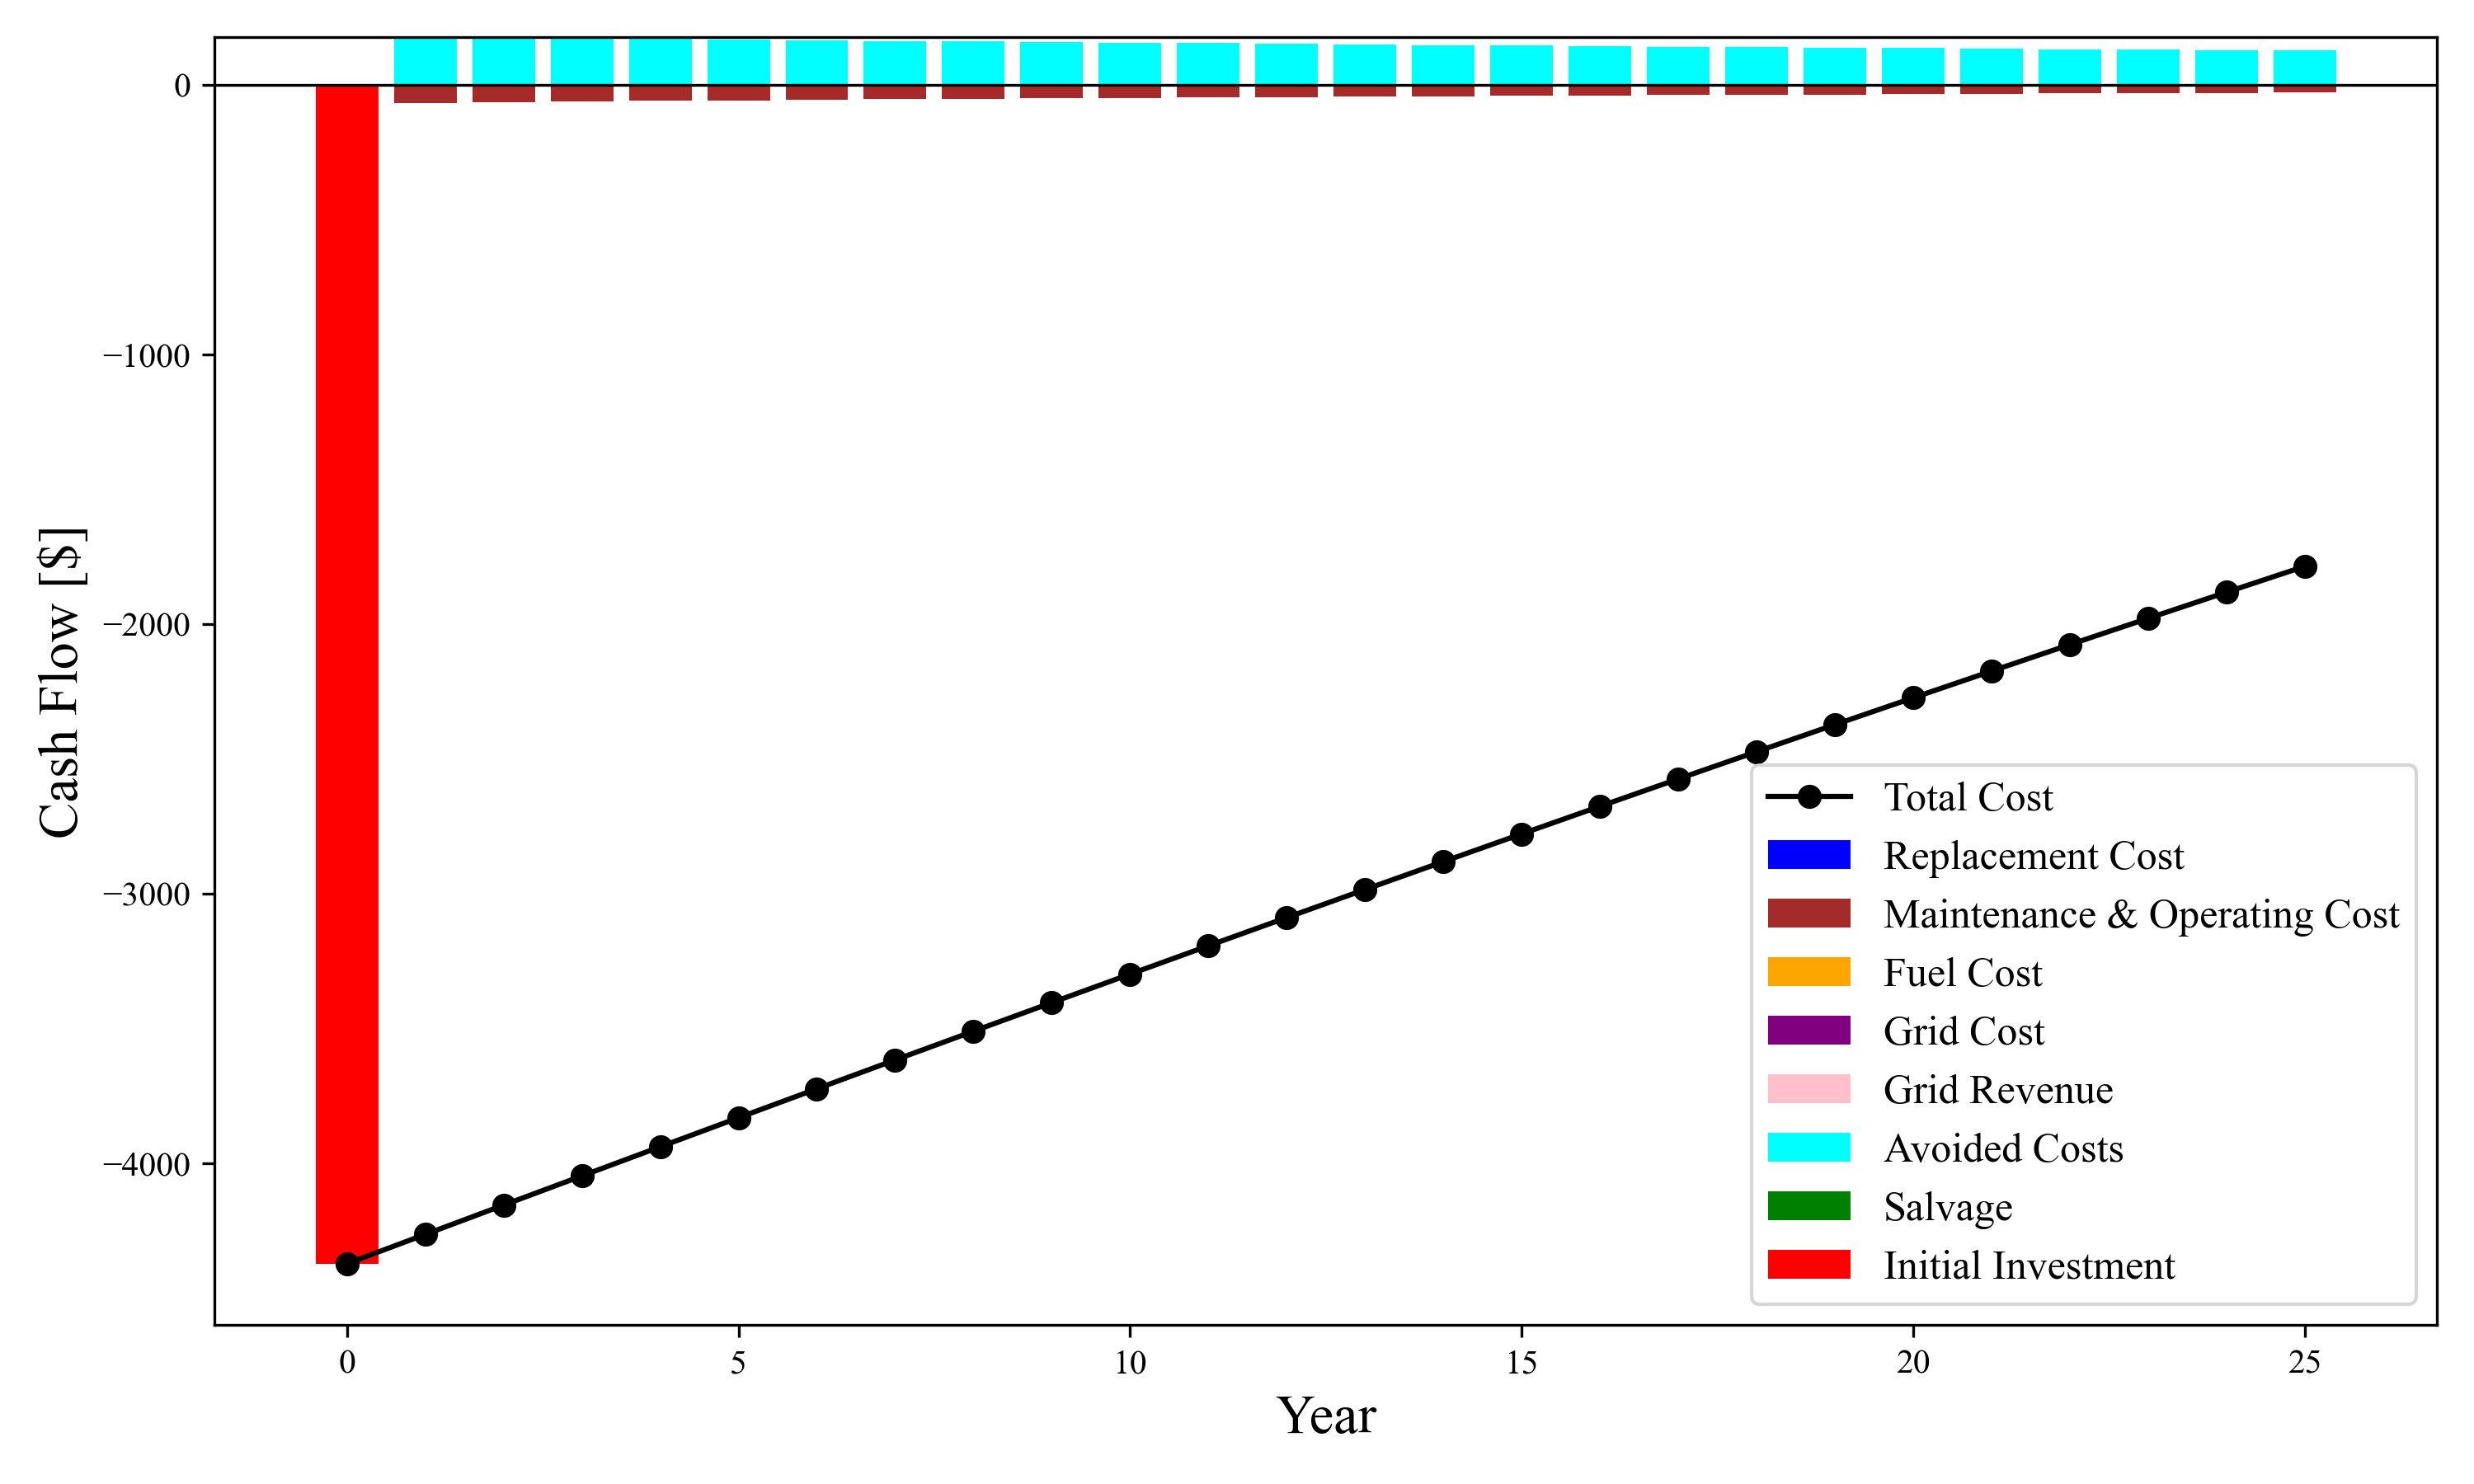 0
−1000
−2000
−3000
−4000
Cash Flow [$]
0 5 10 15 20 25
Year
Total Cost
Replacement Cost
Maintenance & Operating Cost
Fuel Cost
Grid Cost
Grid Revenue
Avoided Costs
Salvage
Initial Investment